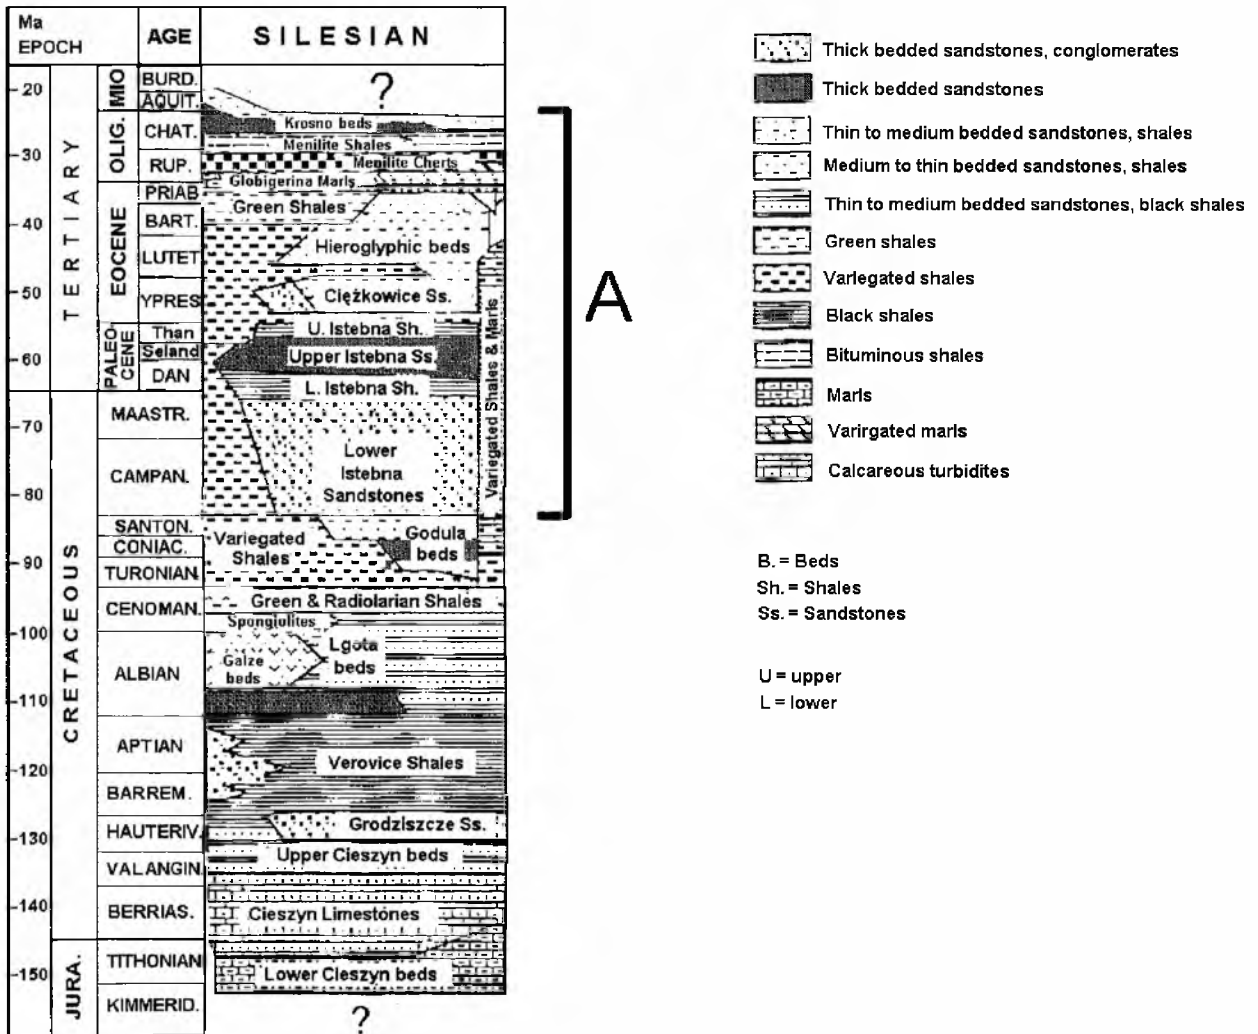 Ma
EPOCH
AGE
SILESIAN
-20
-30
-40
-50
-60
-70
-80
-90
-100
-110
-120
-130
-140
-150
TERTIARY
CRETACEOUS
JURA.
MIO
OLIG.
EOCENE
PALEO-
CENE
BURD.
AQUIT.
CHAT.
RUP.
PRIAB
BART.
LUTET
YPRES
Than
Seland
DAN
MAASTR.
CAMPAN.
SANTON.
CONIAC.
TURONIAN.
CENOMAN.
ALBIAN
APTIAN
BARREM.
HAUTERIV.
VALANGIN.
BERRIAS.
TITHONIAN
KIMMERID.
?
Krosno beds
Menilite Shales
Menilite Cherts
Globigerina Marls
Green Shales
Hieroglyphic beds
Ciężkowice Ss.
U. Istebna Sh.
Upper Istebna Ss.
L. Istebna Sh.
Lower
Istebna
Sandstones
Variegated Shales & Marls
Godula
beds
Variegated
Shales
Green & Radiolarian Shales
Spongiolites
Lgota
beds
Galze
beds
Verovice Shales
Grodziszcze Ss.
Upper Cieszyn beds
Cieszyn Limestones
Lower Cieszyn beds
?
A
Thick bedded sandstones, conglomerates
Thick bedded sandstones
Thin to medium bedded sandstones, shales
Medium to thin bedded sandstones, shales
Thin to medium bedded sandstones, black shales
Green shales
Variegated shales
Black shales
Bituminous shales
Marls
Varirgated marls
Calcareous turbidites
B. = Beds
Sh. = Shales
Ss. = Sandstones
U = upper
L = lower